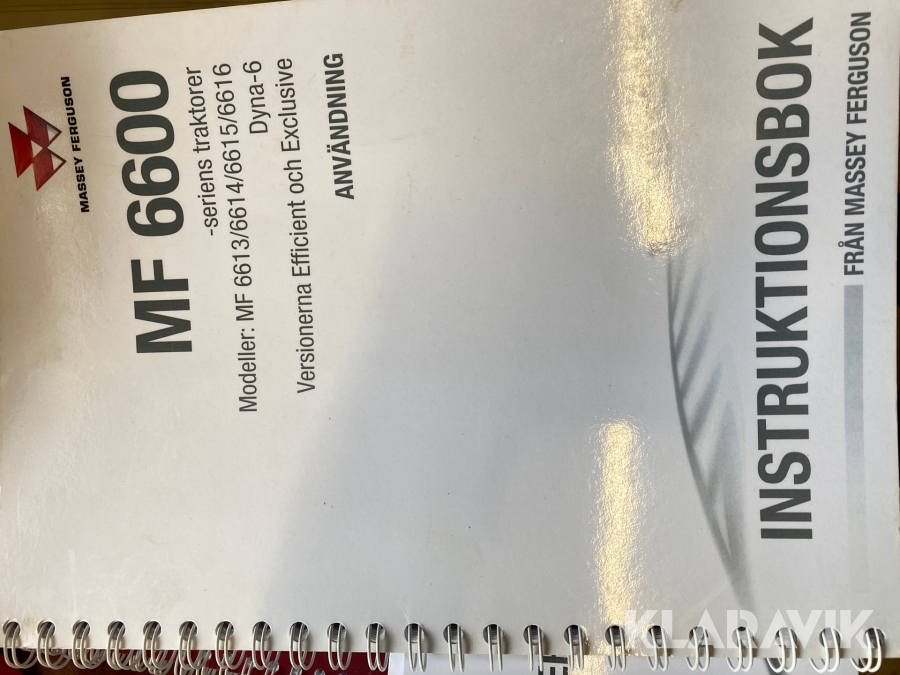 MASSEY FERGUSON
MF 6600
-seriens traktorer
Modeller: MF 6613/6614/6615/6616
Dyna-6
Versionerna Efficient och Exclusive
ANVÄNDNING
INSTRUKTIONSBOK
FRÅN MASSEY FERGUSON
KLARAVIK